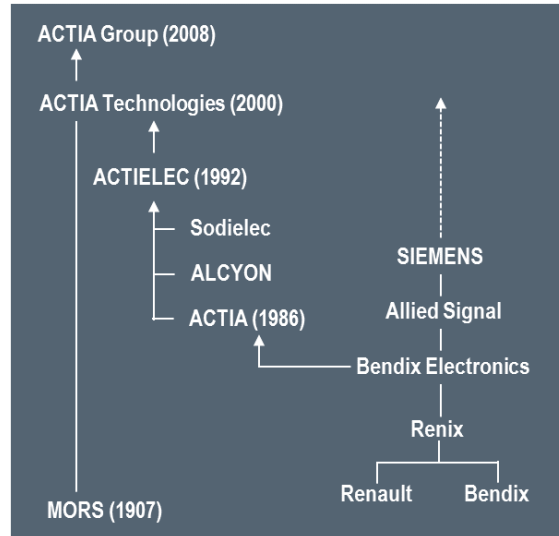 ACTIA Group (2008)
ACTIA Technologies (2000)
ACTIELEC (1992)
Sodielec
SIEMENS
ALCYON
Allied Signal
ACTIA (1986)
Bendix Electronics
Renix
Renault
Bendix
MORS (1907)